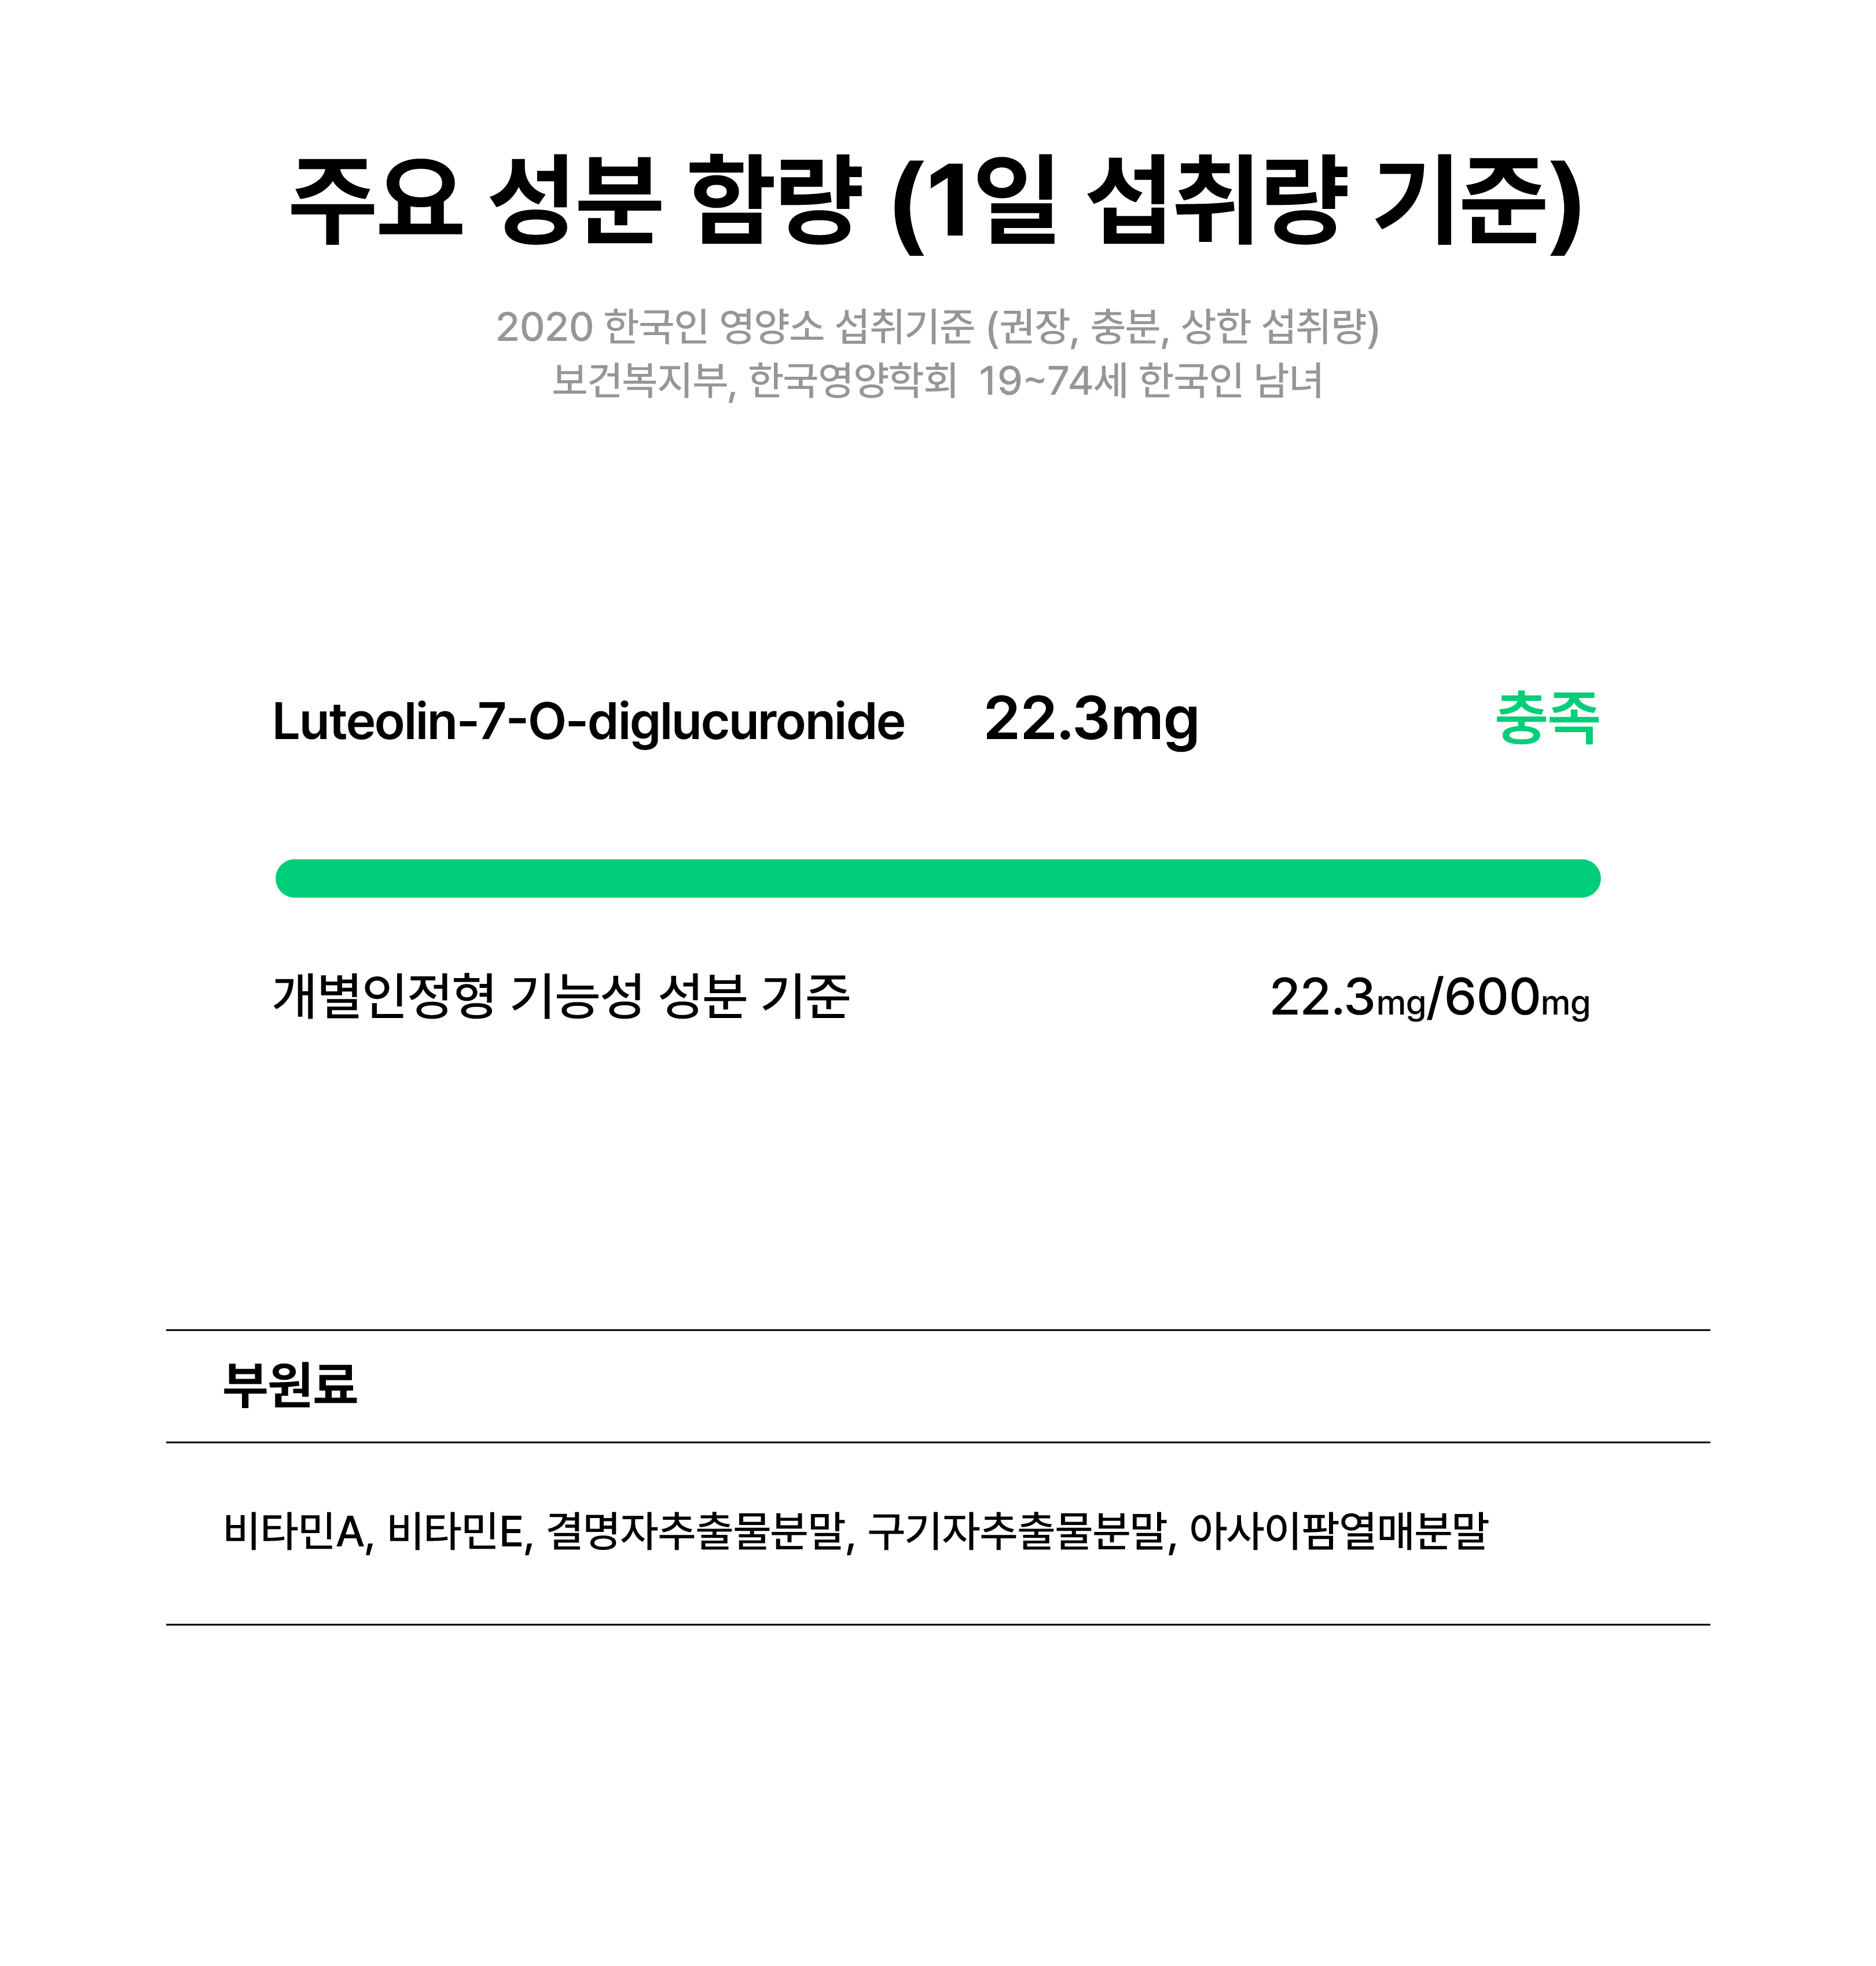 주요 성분 함량 (1일 섭취량 기준)
2020 한국인 영양소 섭취기준 (권장, 충분, 상한 섭취량)
보건복지부, 한국영양학회 19~74세 한국인 남녀
Luteolin-7-O-diglucuronide 22.3mg 충족
개별인정형 기능성 성분 기준 22.3mg/600mg
부원료
비타민A, 비타민E, 결명자추출물분말, 구기자추출물분말, 아사이팜열매분말